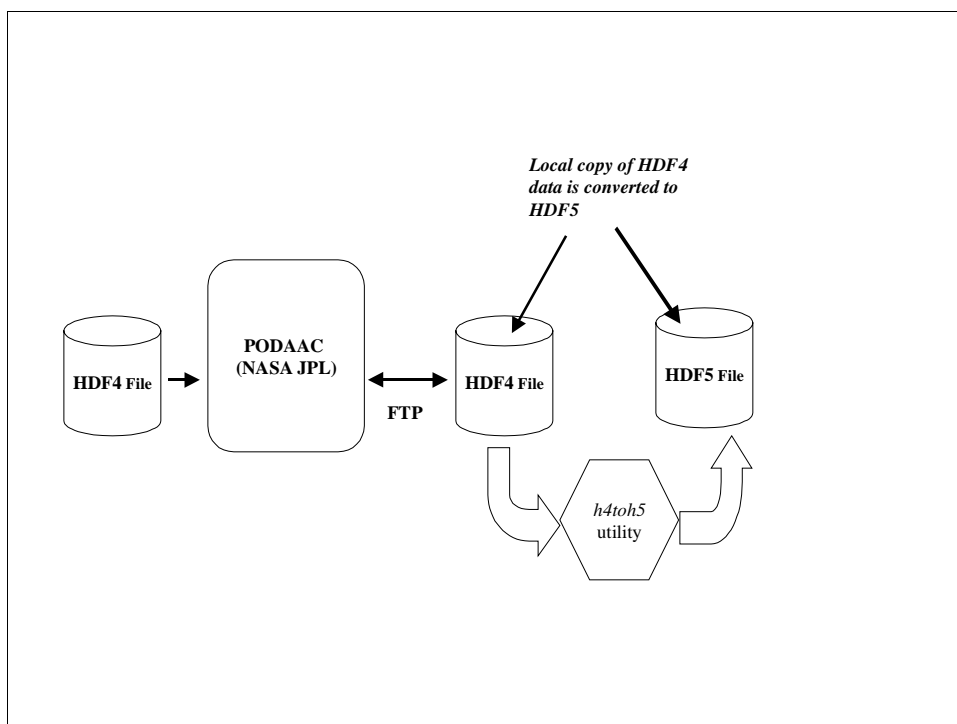 Local copy of HDF4
data is converted to
HDF5
HDF4 File
PODAAC
(NASA JPL)
FTP
HDF4 File
HDF5 File
h4toh5
utility